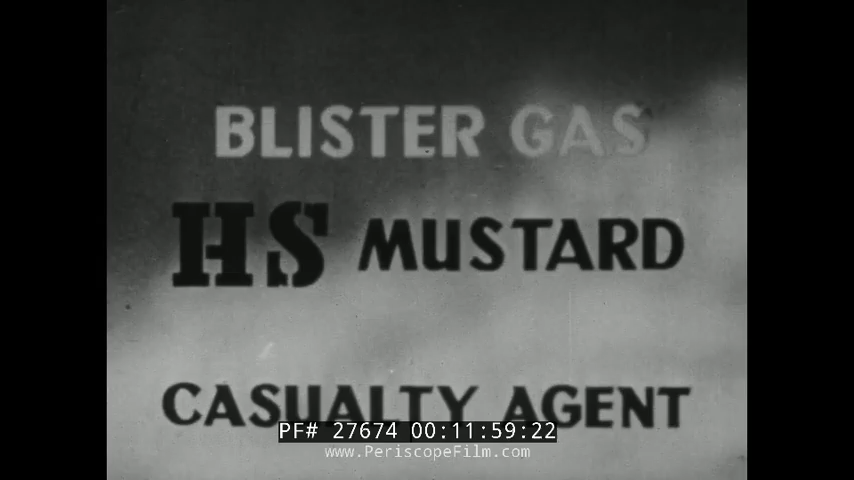 BLISTER GAS
HS MUSTARD
CASUALTY AGENT
PF# 27674 00:11:59:22
www.PeriscopeFilm.com